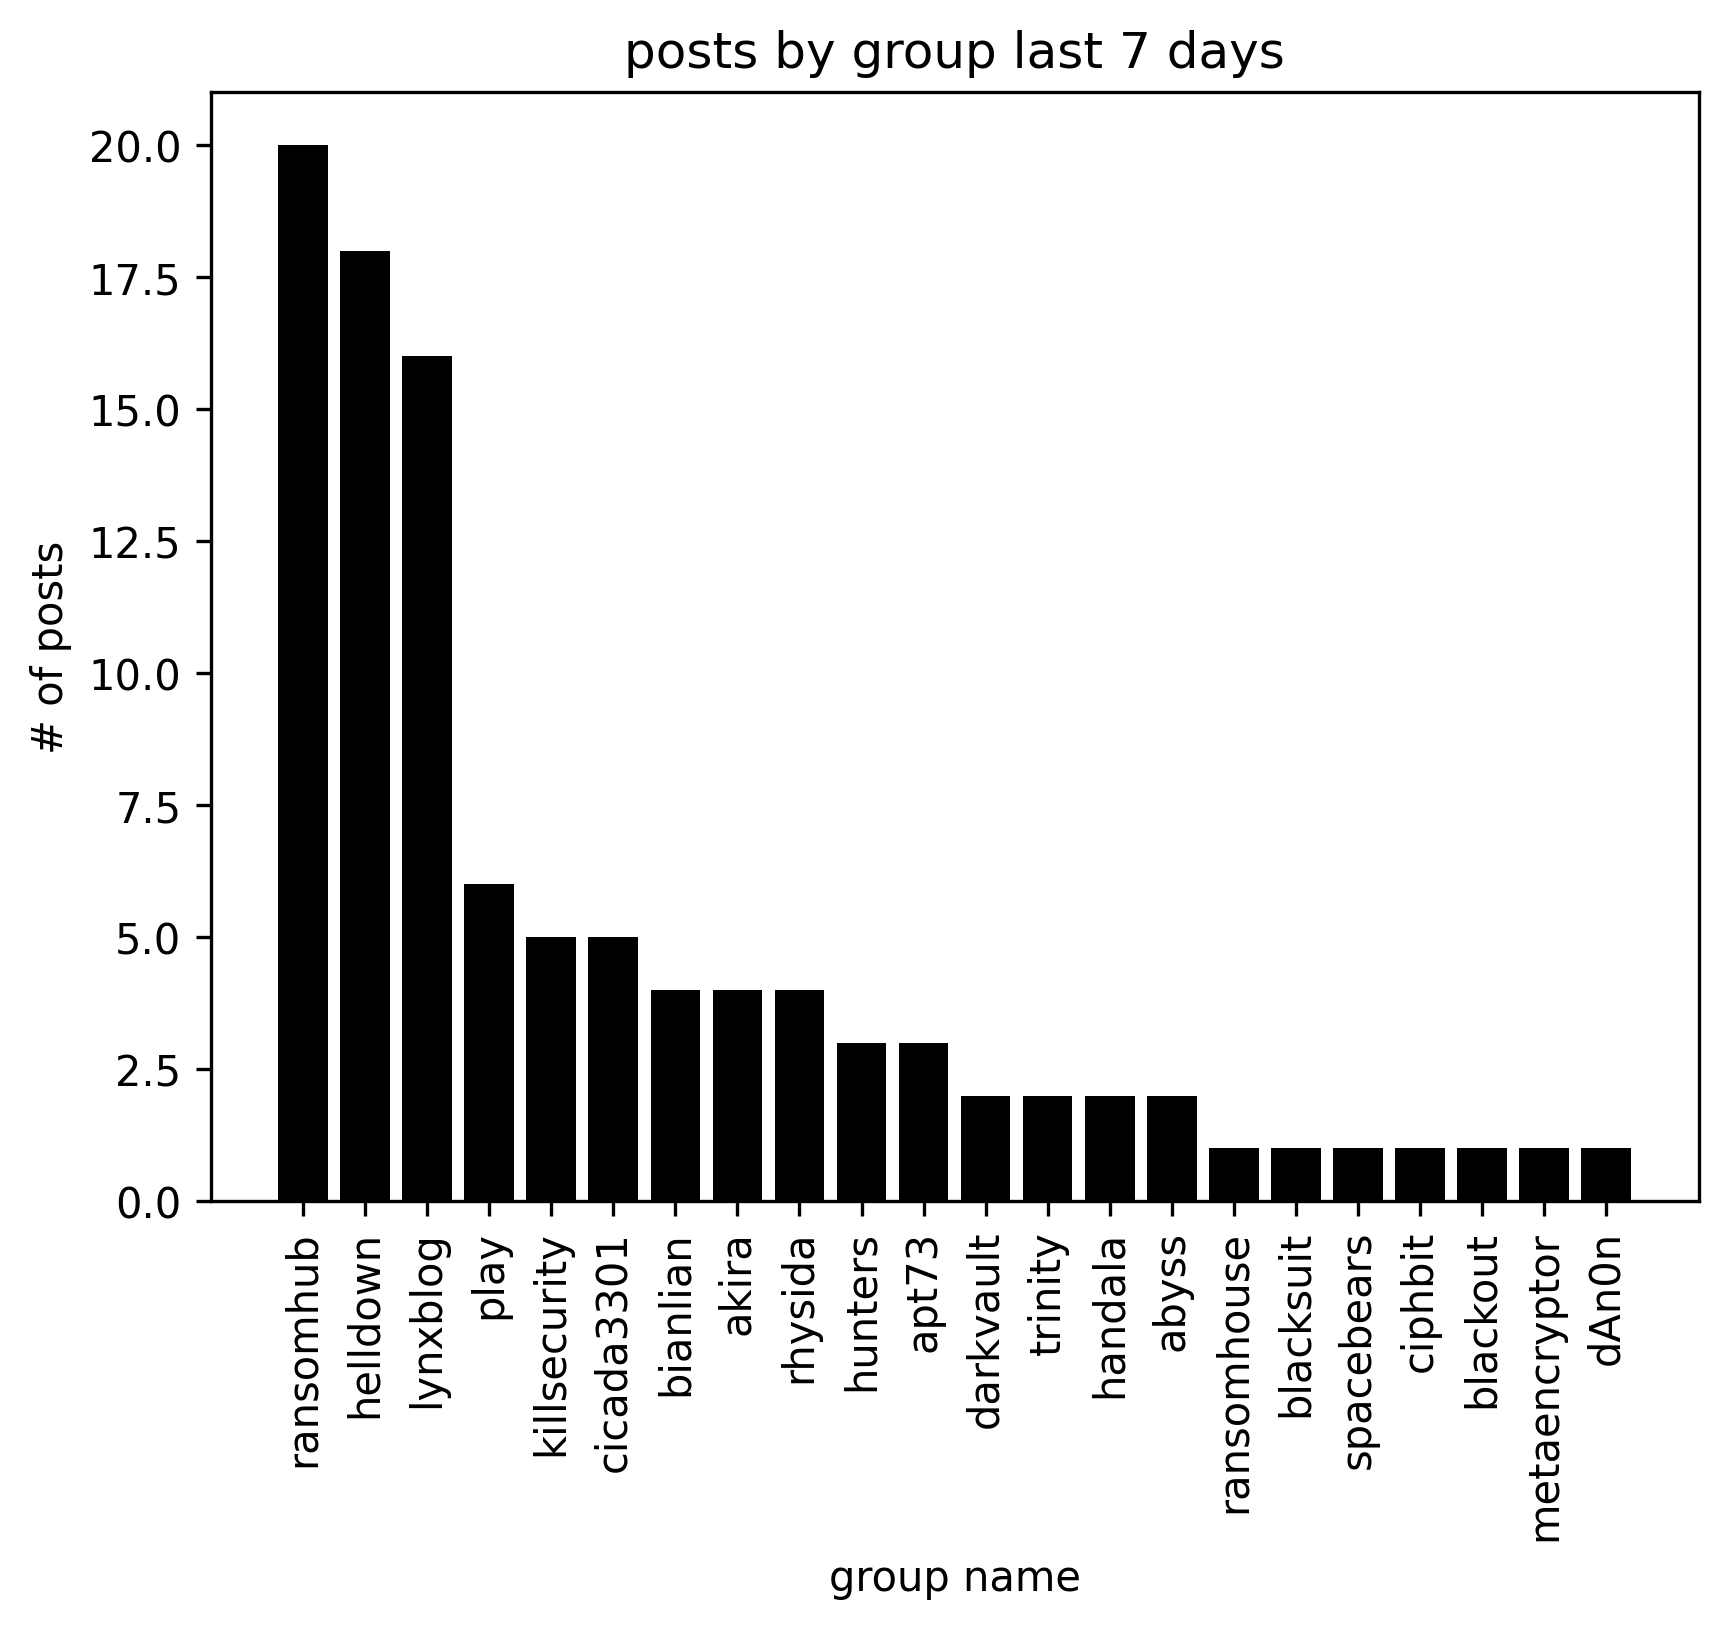 posts by group last 7 days
# of posts
20.0
17.5
15.0
12.5
10.0
7.5
5.0
2.5
0.0
ransomhub
helldown
lynxblog
play
killsecurity
cicada3301
bianlian
akira
rhysida
hunters
apt73
darkvault
trinity
handala
abyss
ransomhouse
blacksuit
spacebears
ciphbit
blackout
metaencryptor
dAn0n
group name